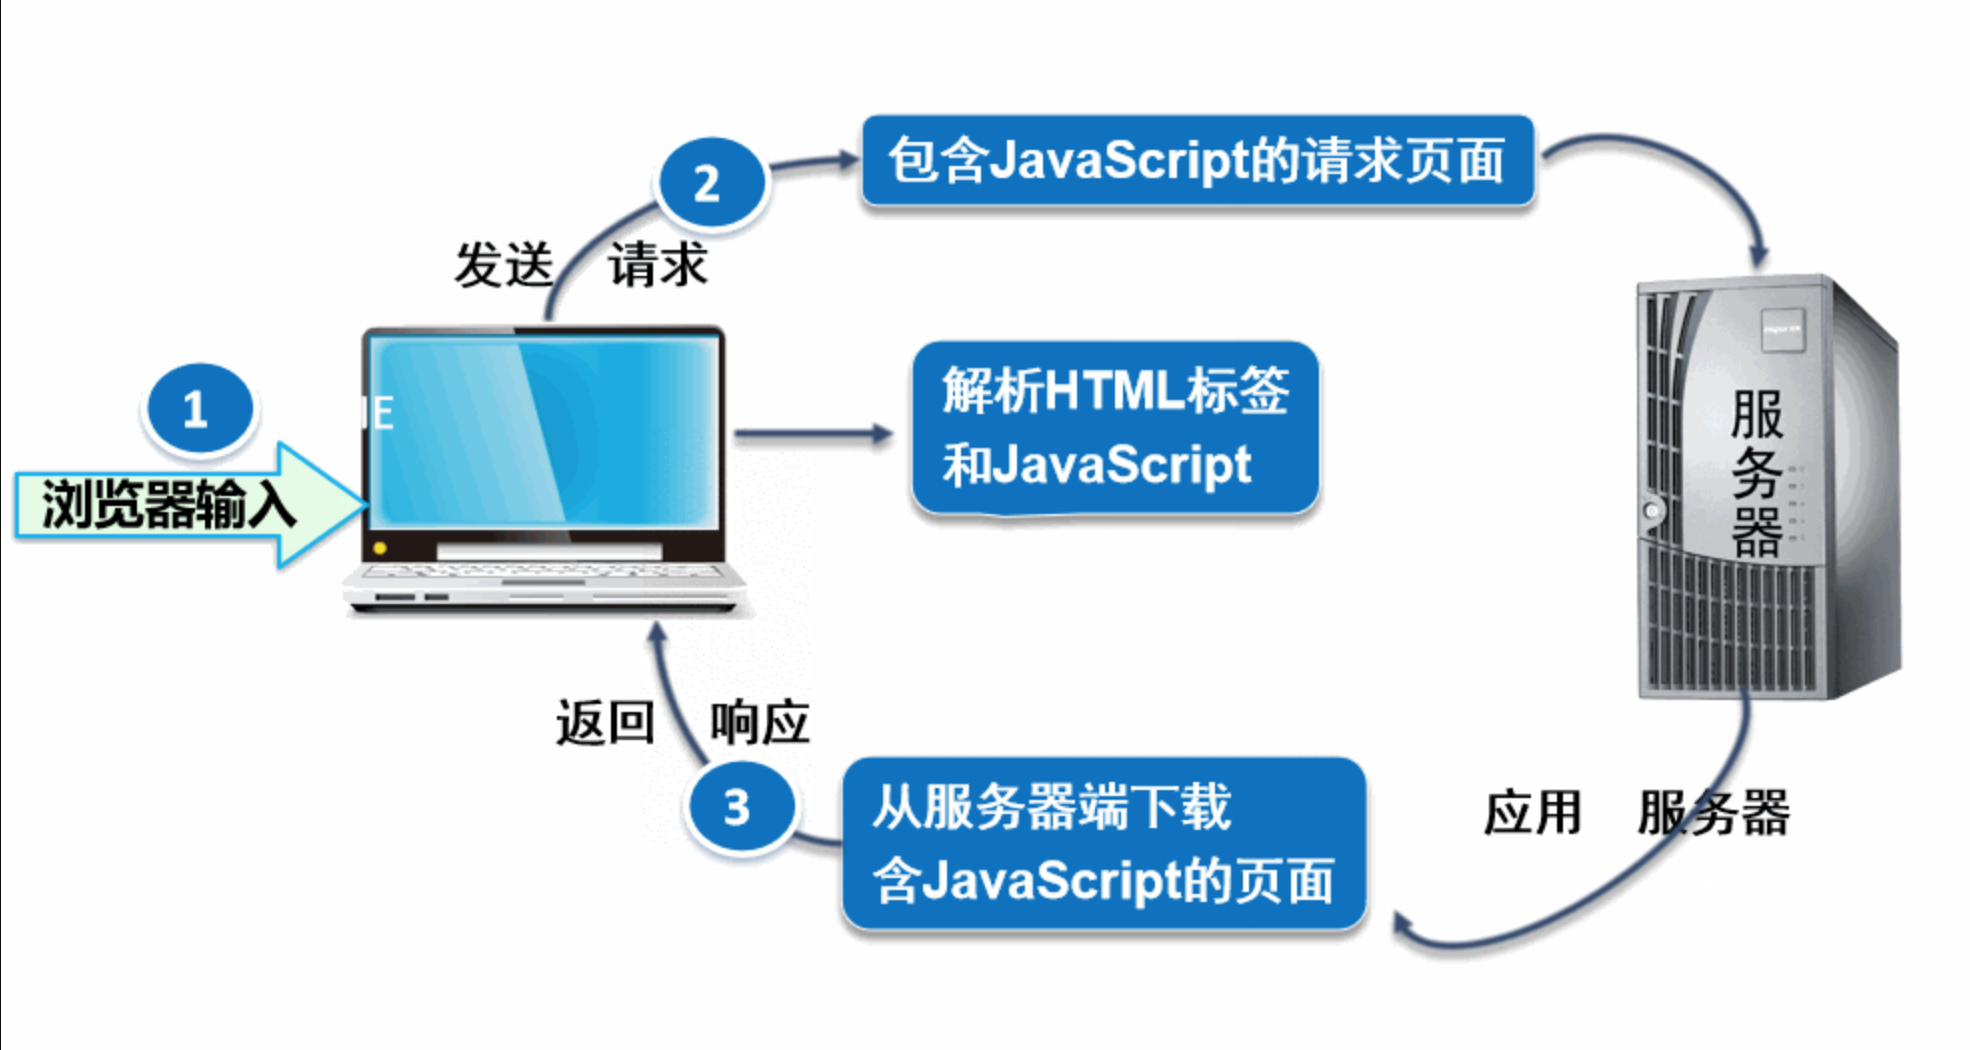 2
包含JavaScript的请求页面
发送 请求
1
浏览器输入
IE
解析HTML标签
和JavaScript
服务器
返回 响应
3
从服务器端下载
含JavaScript的页面
应用 服务器